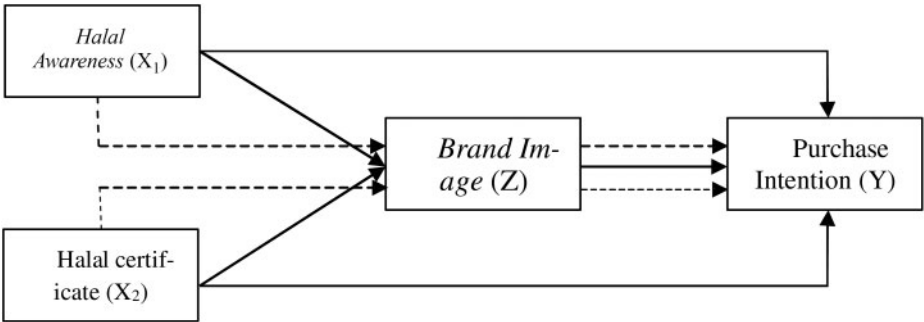 Halal
Awareness (X₁)
Brand Im-
age (Z)
Purchase
Intention (Y)
Halal certif-
icate (X₂)